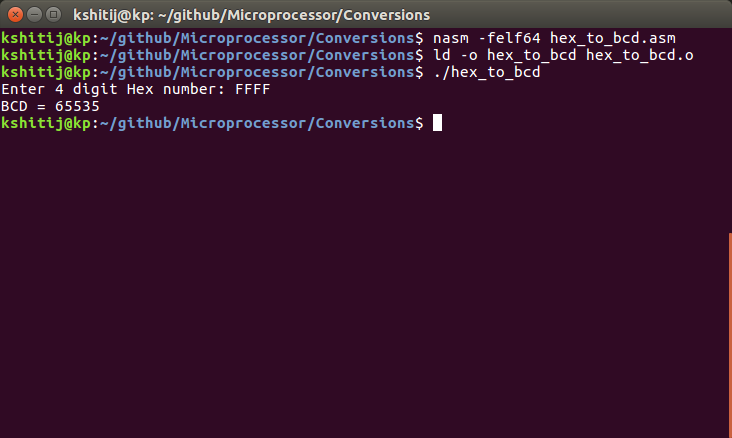 kshitij@kp: ~/github/Microprocessor/Conversions
kshitij@kp:~/github/Microprocessor/Conversions$ nasm -felf64 hex_to_bcd.asm
kshitij@kp:~/github/Microprocessor/Conversions$ ld -o hex_to_bcd hex_to_bcd.o
kshitij@kp:~/github/Microprocessor/Conversions$ ./hex_to_bcd
Enter 4 digit Hex number: FFFF
BCD = 65535
kshitij@kp:~/github/Microprocessor/Conversions$